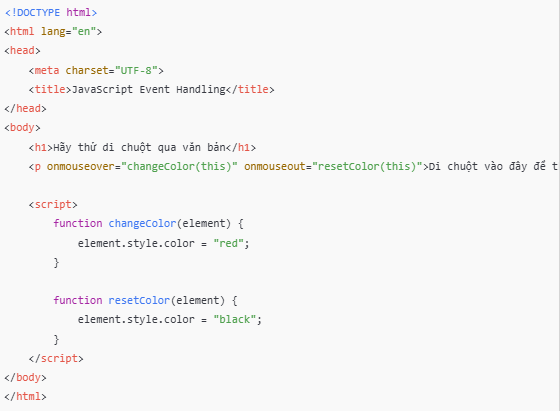 <!DOCTYPE html>
<html lang="en">
<head>
    <meta charset="UTF-8">
    <title>JavaScript Event Handling</title>
</head>
<body>
    <h1>Hãy thử di chuột qua văn bản</h1>
    <p onmouseover="changeColor(this)" onmouseout="resetColor(this)">Di chuột vào đây để
    <script>
        function changeColor(element) {
            element.style.color = "red";
        }
        function resetColor(element) {
            element.style.color = "black";
        }
    </script>
</body>
</html>